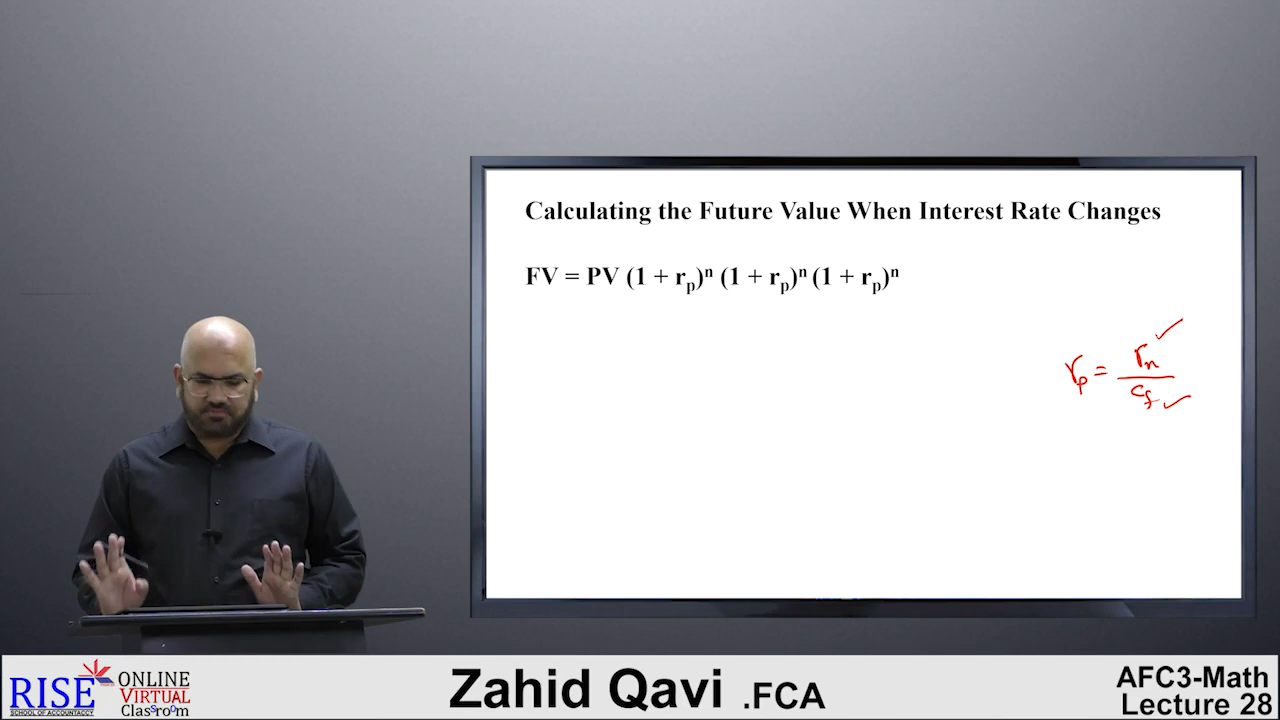 Calculating the Future Value When Interest Rate Changes
FV = PV (1 + rₚ)ⁿ (1 + rₚ)ⁿ (1 + rₚ)ⁿ
rₚ = rₙ / cf
RISE
SCHOOL OF ACCOUNTACY
ONLINE
VIRTUAL
Classroom
Zahid Qavi .FCA
AFC3-Math
Lecture 28